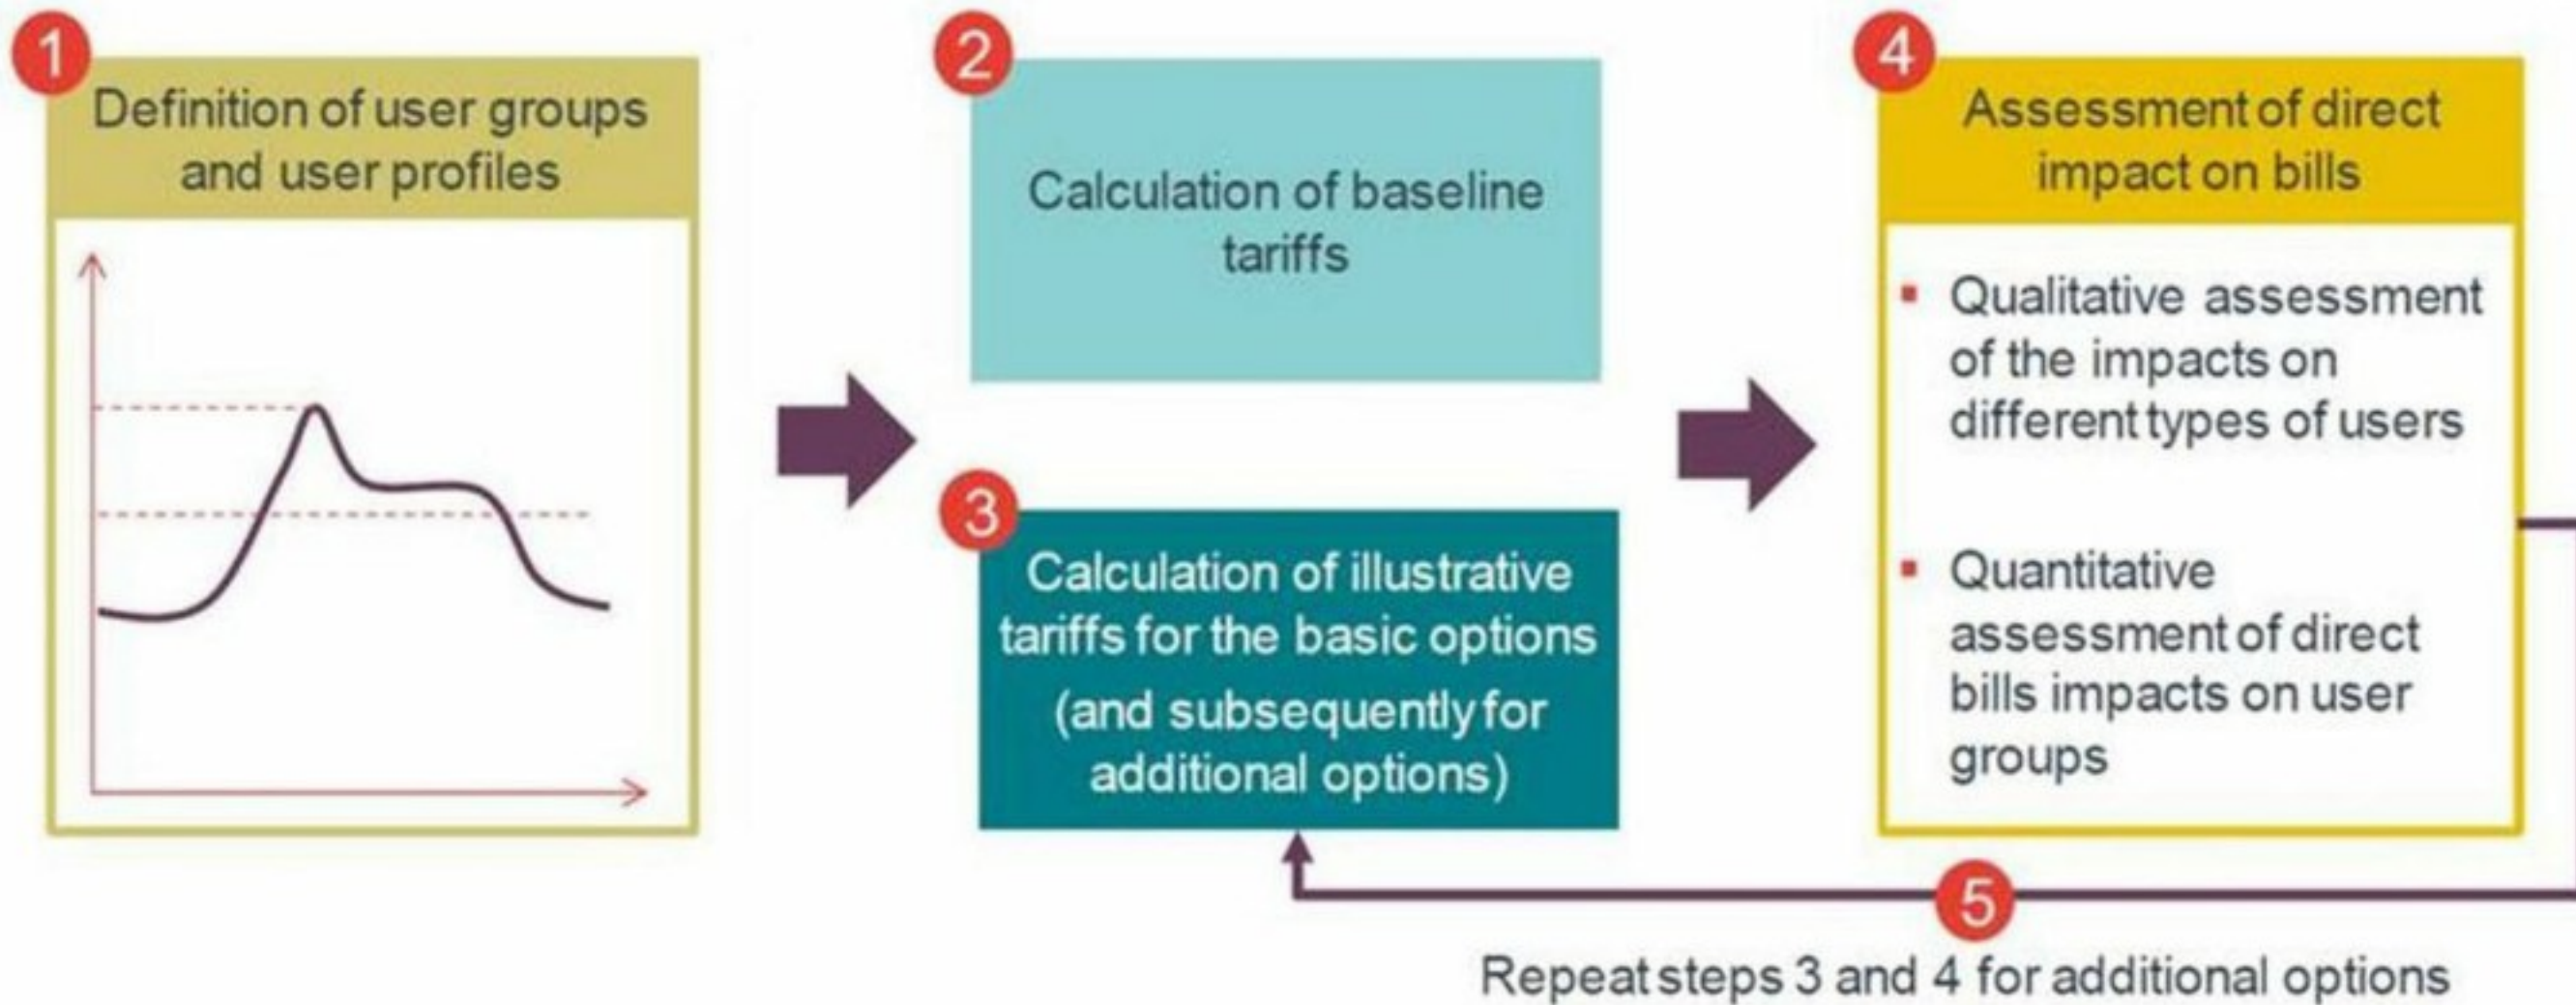 1
Definition of user groups
and user profiles
2
Calculation of baseline
tariffs
3
Calculation of illustrative
tariffs for the basic options
(and subsequently for
additional options)
4
Assessment of direct
impact on bills
Qualitative assessment
of the impacts on
different types of users
Quantitative
assessment of direct
bills impacts on user
groups
5
Repeat steps 3 and 4 for additional options